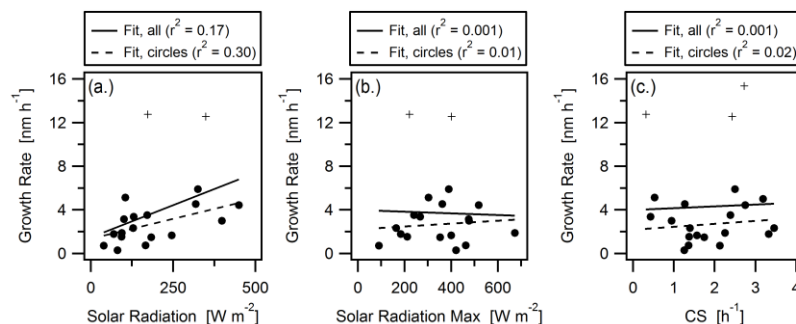 Fit, all (r² = 0.17)
Fit, circles (r² = 0.30)
(a.)
Growth Rate [nm h⁻¹]
16
12
8
4
0
0 250 500
Solar Radiation [W m⁻²]
Fit, all (r² = 0.001)
Fit, circles (r² = 0.01)
(b.)
Growth Rate [nm h⁻¹]
16
12
8
4
0
0 200 400 600
Solar Radiation Max [W m⁻²]
Fit, all (r² = 0.001)
Fit, circles (r² = 0.02)
(c.)
Growth Rate [nm h⁻¹]
16
12
8
4
0
0 1 2 3 4
CS [h⁻¹]